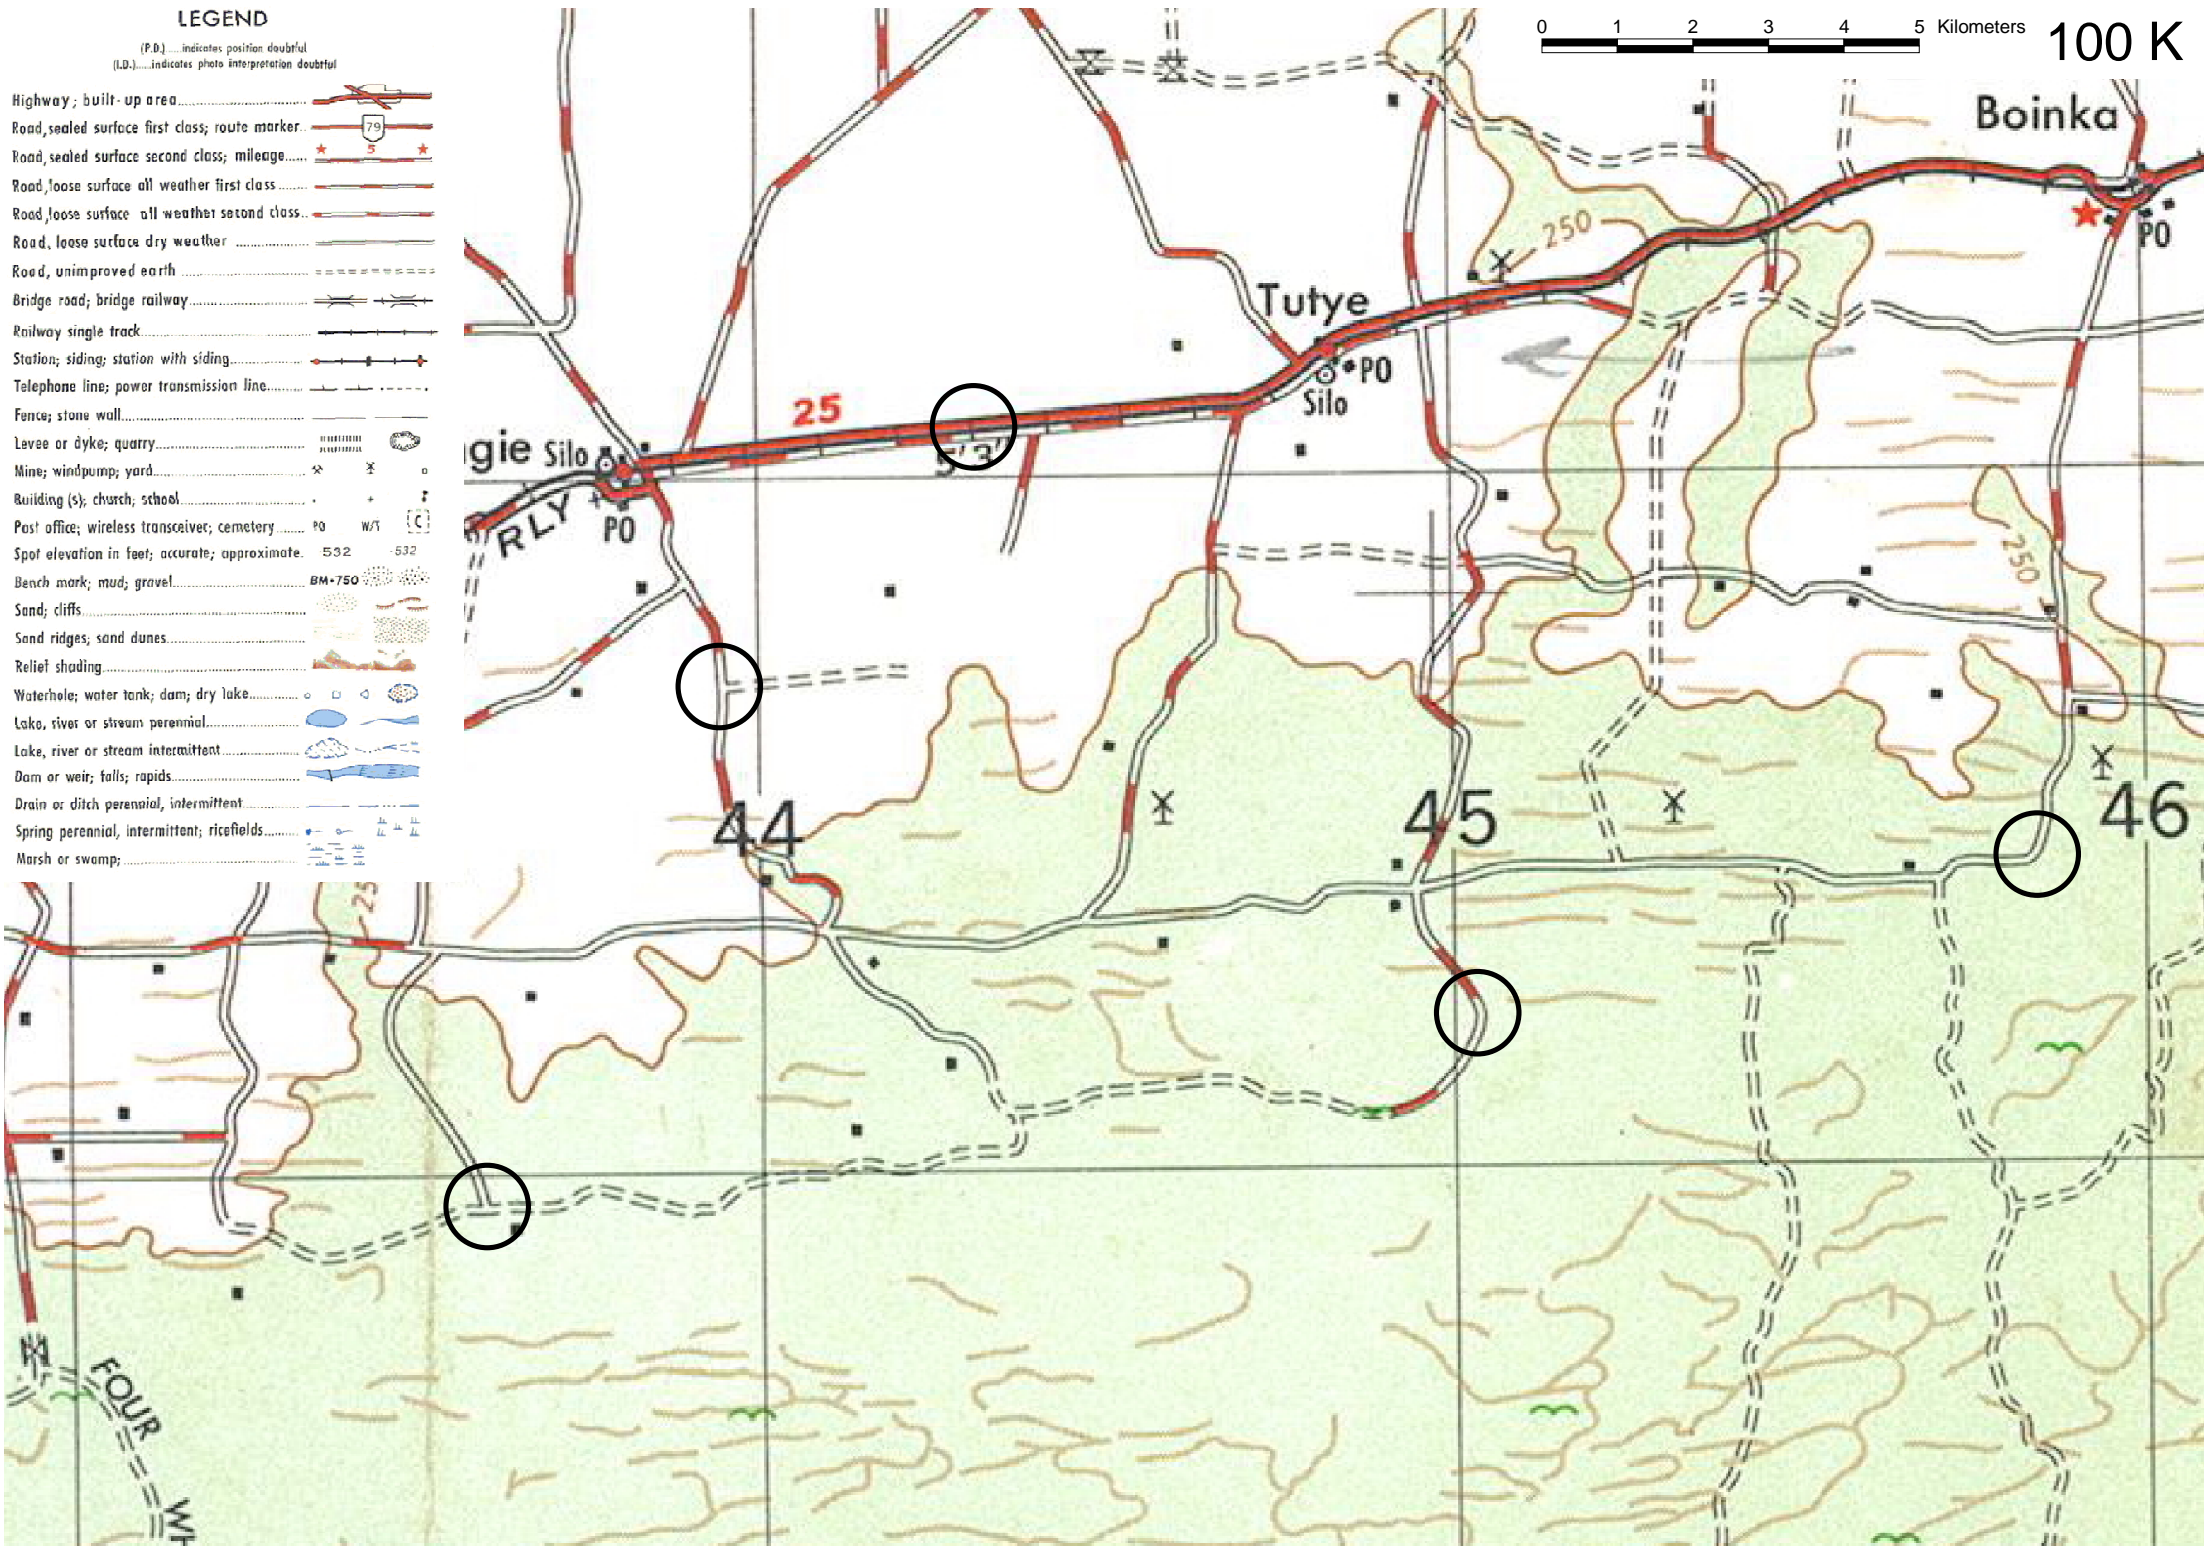 LEGEND
(P.D.).....indicates position doubtful
(I.D.).....indicates photo interpretation doubtful
Highway; built-up area
Road, sealed surface first class; route marker
79
Road, sealed surface second class; mileage
5
Road, loose surface all weather first class
Road, loose surface all weather second class
Road, loose surface dry weather
Road, unimproved earth
Bridge road; bridge railway
Railway single track
Station; siding; station with siding
Telephone line; power transmission line
Fence; stone wall
Levee or dyke; quarry
Mine; windpump; yard
Building (s); church; school
Post office; wireless transceiver; cemetery
PO W/T C
Spot elevation in feet; accurate; approximate.
532 ·532
Bench mark; mud; gravel
BM•750
Sand; cliffs
Sand ridges; sand dunes
Relief shading
Waterhole; water tank; dam; dry lake
Lake, river or stream perennial
Lake, river or stream intermittent
Dam or weir; falls; rapids
Drain or ditch perennial, intermittent
Spring perennial, intermittent; ricefields
Marsh or swamp;
0 1 2 3 4 5 Kilometers
100 K
Boinka
PO
250
Tutye
PO
Silo
25
5'3"
gie Silo
PO
RLY
250
44
45
46
25
FOUR
WH